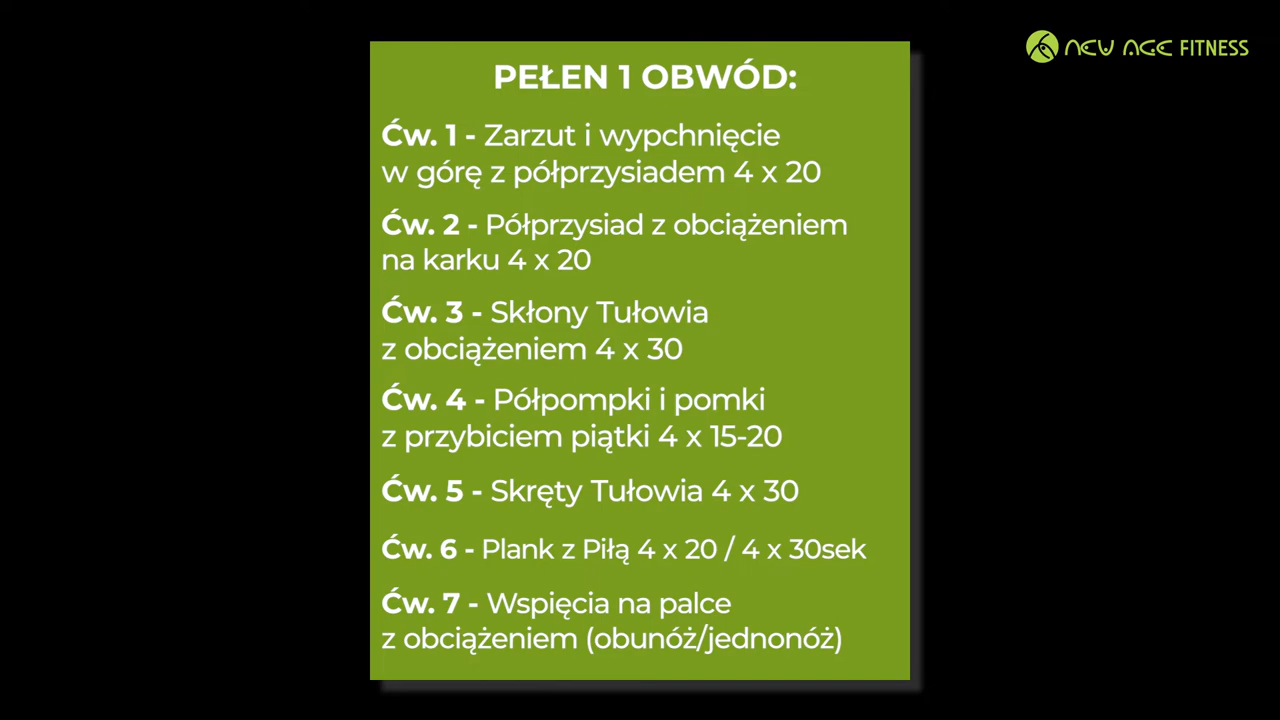 NEW AGE FITNESS
PEŁEN 1 OBWÓD:
Ćw. 1 - Zarzut i wypchnięcie
w górę z półprzysiadem 4 x 20
Ćw. 2 - Półprzysiad z obciążeniem
na karku 4 x 20
Ćw. 3 - Skłony Tułowia
z obciążeniem 4 x 30
Ćw. 4 - Półpompki i pomki
z przybiciem piątki 4 x 15-20
Ćw. 5 - Skręty Tułowia 4 x 30
Ćw. 6 - Plank z Piłą 4 x 20 / 4 x 30sek
Ćw. 7 - Wspięcia na palce
z obciążeniem (obunóż/jednonóż)